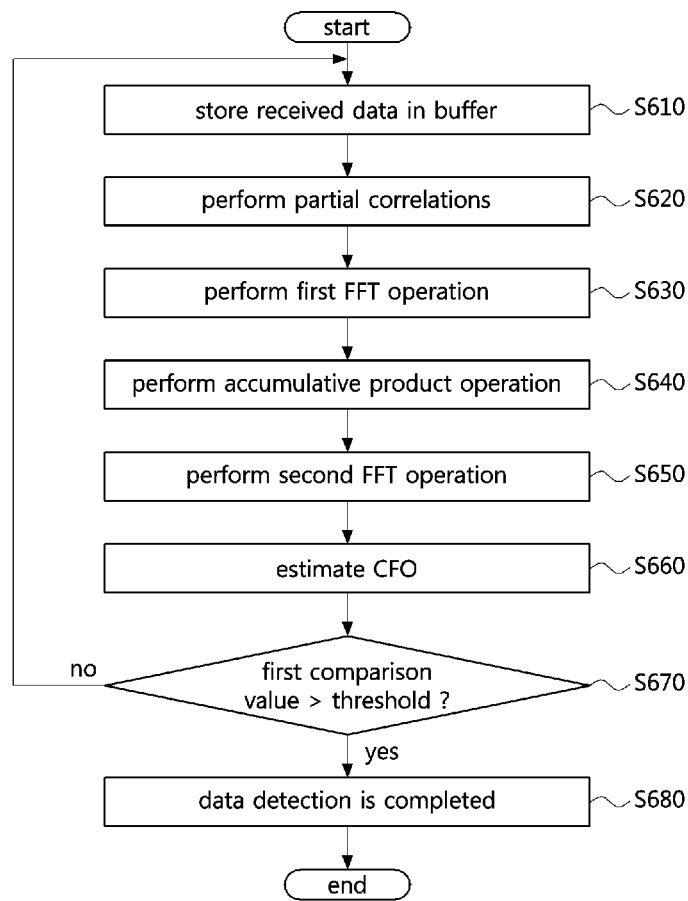 start
store received data in buffer
S610
perform partial correlations
S620
perform first FFT operation
S630
perform accumulative product operation
S640
perform second FFT operation
S650
estimate CFO
S660
no
first comparison
value > threshold ?
S670
yes
data detection is completed
S680
end